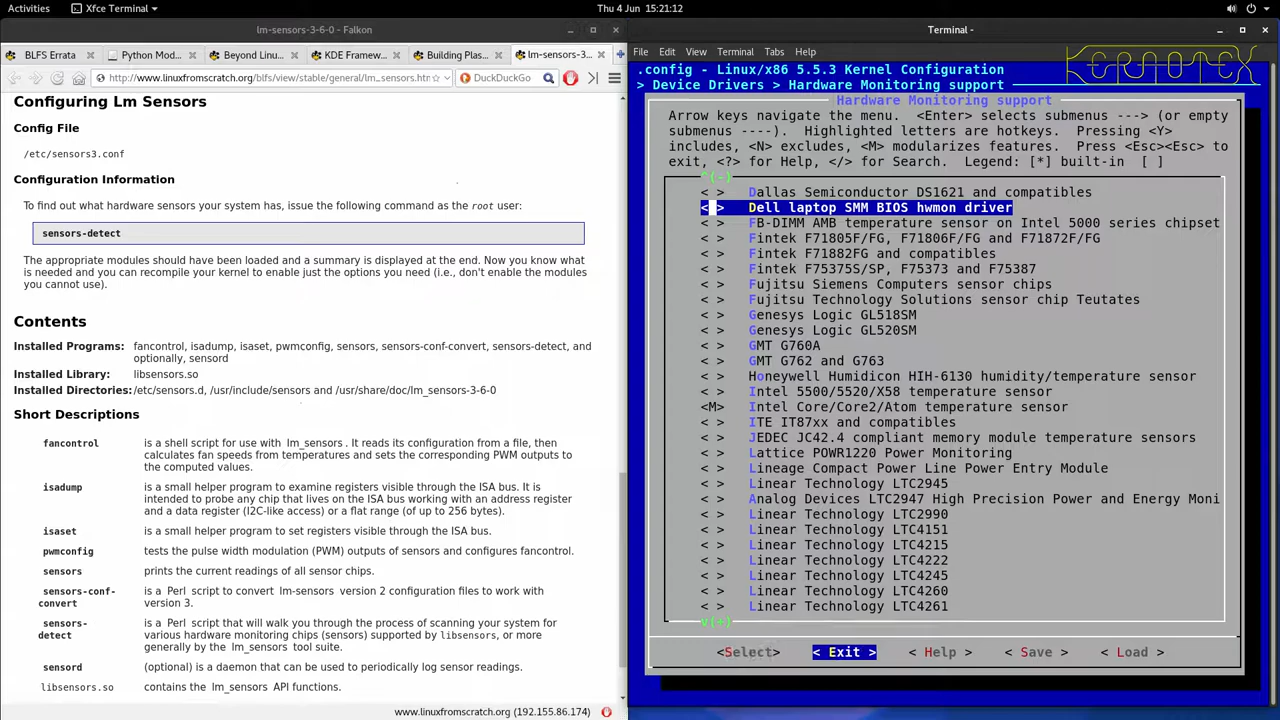 Activities
Xfce Terminal
Thu 4 Jun 15:21:12
lm-sensors-3-6-0 - Falkon
BLFS Errata
Python Mod...
Beyond Linu...
KDE Framew...
Building Plas...
lm-sensors-3...
http://www.linuxfromscratch.org/blfs/view/stable/general/lm_sensors.htm
DuckDuckGo
Configuring Lm Sensors
Config File
/etc/sensors3.conf
Configuration Information
To find out what hardware sensors your system has, issue the following command as the root user:
sensors-detect
The appropriate modules should have been loaded and a summary is displayed at the end. Now you know what
is needed and you can recompile your kernel to enable just the options you need (i.e., don't enable the modules
you cannot use).
Contents
Installed Programs: fancontrol, isadump, isaset, pwmconfig, sensors, sensors-conf-convert, sensors-detect, and
optionally, sensord
Installed Library: libsensors.so
Installed Directories: /etc/sensors.d, /usr/include/sensors and /usr/share/doc/lm_sensors-3-6-0
Short Descriptions
fancontrol is a shell script for use with lm_sensors. It reads its configuration from a file, then
calculates fan speeds from temperatures and sets the corresponding PWM outputs to
the computed values.
isadump is a small helper program to examine registers visible through the ISA bus. It is
intended to probe any chip that lives on the ISA bus working with an address register
and a data register (I2C-like access) or a flat range (of up to 256 bytes).
isaset is a small helper program to set registers visible through the ISA bus.
pwmconfig tests the pulse width modulation (PWM) outputs of sensors and configures fancontrol.
sensors prints the current readings of all sensor chips.
sensors-conf- is a Perl script to convert lm-sensors version 2 configuration files to work with
convert version 3.
sensors- is a Perl script that will walk you through the process of scanning your system for
detect various hardware monitoring chips (sensors) supported by libsensors, or more
generally by the lm_sensors tool suite.
sensord (optional) is a daemon that can be used to periodically log sensor readings.
libsensors.so contains the lm_sensors API functions.
www.linuxfromscratch.org (192.155.86.174)
Terminal -
File Edit View Terminal Tabs Help
KERNOTEX
.config - Linux/x86 5.5.3 Kernel Configuration
> Device Drivers > Hardware Monitoring support
Hardware Monitoring support
Arrow keys navigate the menu. <Enter> selects submenus ---> (or empty
submenus ----). Highlighted letters are hotkeys. Pressing <Y>
includes, <N> excludes, <M> modularizes features. Press <Esc><Esc> to
exit, <?> for Help, </> for Search. Legend: [*] built-in [ ]
^(-)
< > Dallas Semiconductor DS1621 and compatibles
< > Dell laptop SMM BIOS hwmon driver
< > FB-DIMM AMB temperature sensor on Intel 5000 series chipset
< > Fintek F71805F/FG, F71806F/FG and F71872F/FG
< > Fintek F71882FG and compatibles
< > Fintek F75375S/SP, F75373 and F75387
< > Fujitsu Siemens Computers sensor chips
< > Fujitsu Technology Solutions sensor chip Teutates
< > Genesys Logic GL518SM
< > Genesys Logic GL520SM
< > GMT G760A
< > GMT G762 and G763
< > Honeywell Humidicon HIH-6130 humidity/temperature sensor
< > Intel 5500/5520/X58 temperature sensor
<M> Intel Core/Core2/Atom temperature sensor
< > ITE IT87xx and compatibles
< > JEDEC JC42.4 compliant memory module temperature sensors
< > Lattice POWR1220 Power Monitoring
< > Lineage Compact Power Line Power Entry Module
< > Linear Technology LTC2945
< > Analog Devices LTC2947 High Precision Power and Energy Moni
< > Linear Technology LTC2990
< > Linear Technology LTC4151
< > Linear Technology LTC4215
< > Linear Technology LTC4222
< > Linear Technology LTC4245
< > Linear Technology LTC4260
< > Linear Technology LTC4261
v(+)
<Select> < Exit > < Help > < Save > < Load >